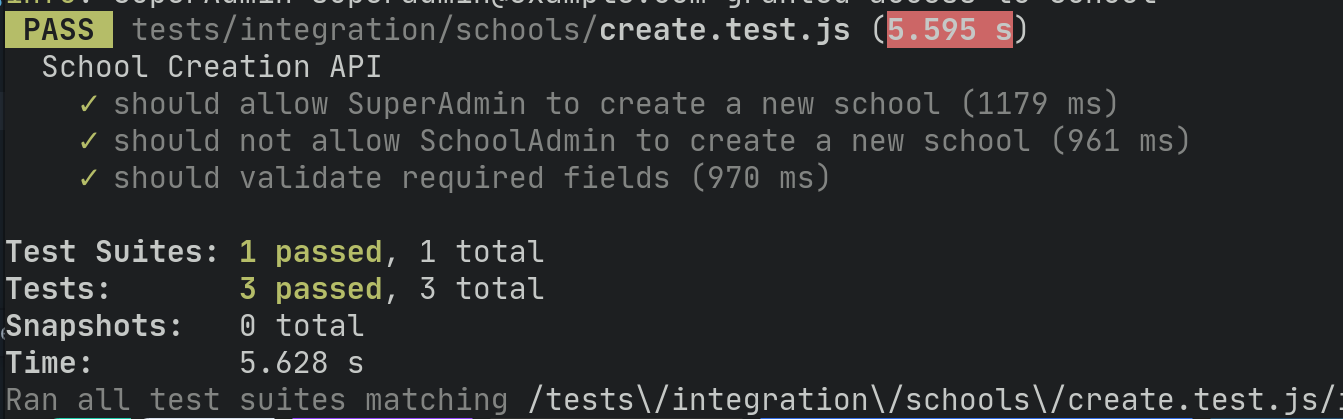 PASS tests/integration/schools/create.test.js (5.595 s)
School Creation API
✓ should allow SuperAdmin to create a new school (1179 ms)
✓ should not allow SchoolAdmin to create a new school (961 ms)
✓ should validate required fields (970 ms)
Test Suites: 1 passed, 1 total
Tests: 3 passed, 3 total
Snapshots: 0 total
Time: 5.628 s
Ran all test suites matching /tests\/integration\/schools\/create.test.js/